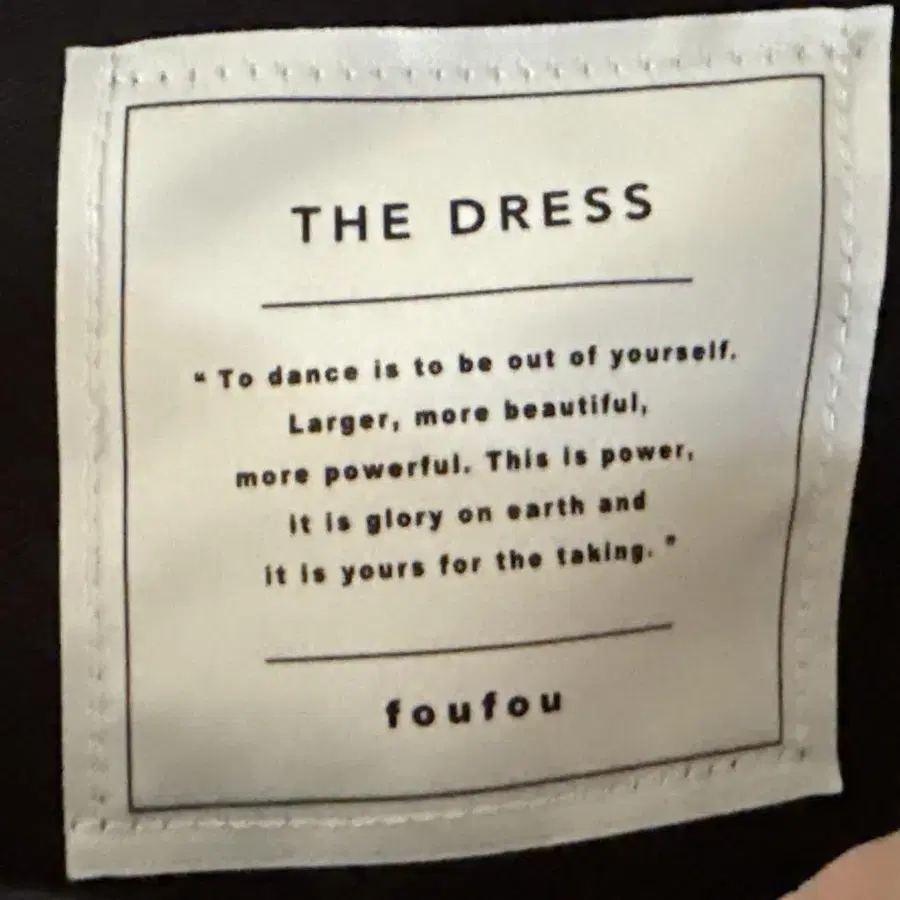 THE DRESS
“ To dance is to be out of yourself.
Larger, more beautiful,
more powerful. This is power,
it is glory on earth and
it is yours for the taking. ”
foufou